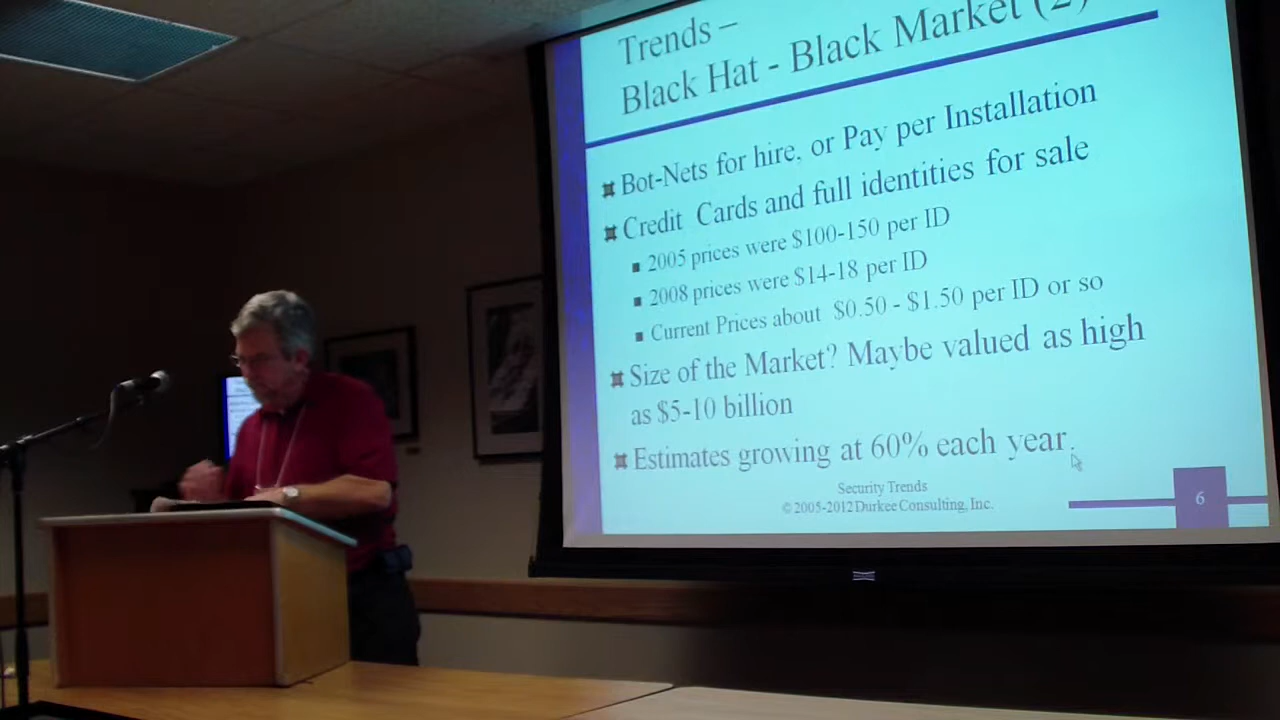 Trends –
Black Hat - Black Market (2)
Bot-Nets for hire, or Pay per Installation
Credit Cards and full identities for sale
2005 prices were $100-150 per ID
2008 prices were $14-18 per ID
Current Prices about $0.50 - $1.50 per ID or so
Size of the Market? Maybe valued as high
as $5-10 billion
Estimates growing at 60% each year.
Security Trends
© 2005-2012 Durkee Consulting, Inc.
6